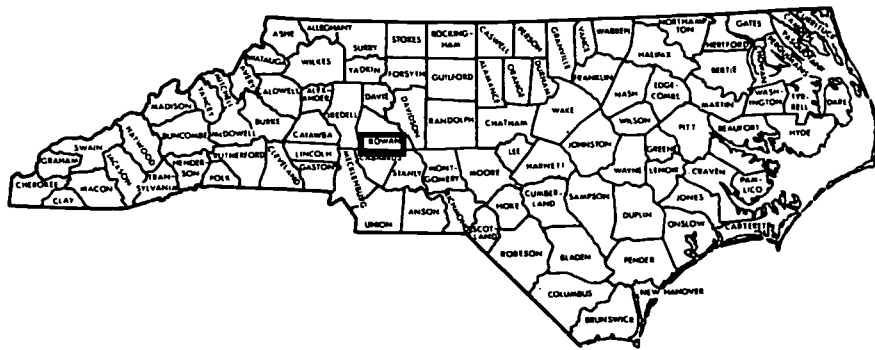 ASHE
ALLEGHANY
SURRY
STOKES
ROCKING-
HAM
CASWELL
PERSON
GRANVILLE
VANCE
WARREN
NORTHAMP
TON
GATES
HERTFORD
HALIFAX
BERTIE
WATAUGA
WILKES
YADKIN
FORSYTH
GUILFORD
ALAMANCE
ORANGE
DURHAM
FRANKLIN
NASH
EDGE-
COMBE
MARTIN
WASH-
INGTON
TYR-
RELL
DARE
MADISON
YANCEY
MITCHELL
AVERY
CALDWELL
ALEX-
ANDER
IREDELL
DAVIE
DAVIDSON
RANDOLPH
CHATHAM
WAKE
WILSON
PITT
BEAUFORT
HYDE
SWAIN
HAYWOOD
BUNCOMBE
McDOWELL
BURKE
CATAWBA
ROWAN
LEE
JOHNSTON
GREENE
GRAHAM
CHEROKEE
CLAY
MACON
JACKSON
TRAN
SYLVANIA
HENDER-
SON
POLK
RUTHERFORD
CLEVELAND
LINCOLN
GASTON
MECKLENBURG
STANLY
MONT-
GOMERY
MOORE
HARNETT
WAYNE
LENOIR
CRAVEN
PAM-
LICO
UNION
ANSON
RICHMOND
SCOT-
LAND
HOKE
CUMBER-
LAND
SAMPSON
DUPLIN
JONES
ONSLOW
CARTERET
ROBESON
BLADEN
PENDER
COLUMBUS
NEW HANOVER
BRUNSWICK